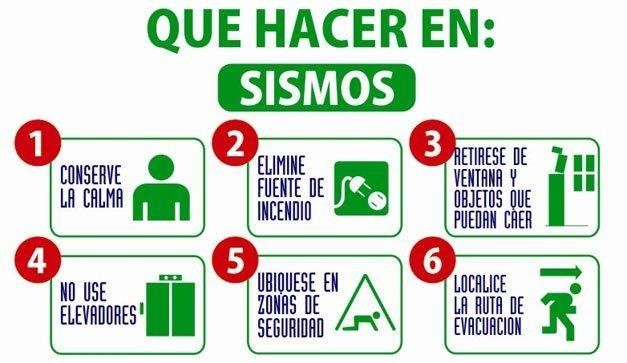 QUE HACER EN:
SISMOS
1
CONSERVE
LA CALMA
2
ELIMINE
FUENTE DE
INCENDIO
3
RETIRESE DE
VENTANA Y
OBJETOS QUE
PUEDAN CAER
4
NO USE
ELEVADORES
5
UBIQUESE EN
ZONAS DE
SEGURIDAD
6
LOCALICE
LA RUTA DE
EVACUACION